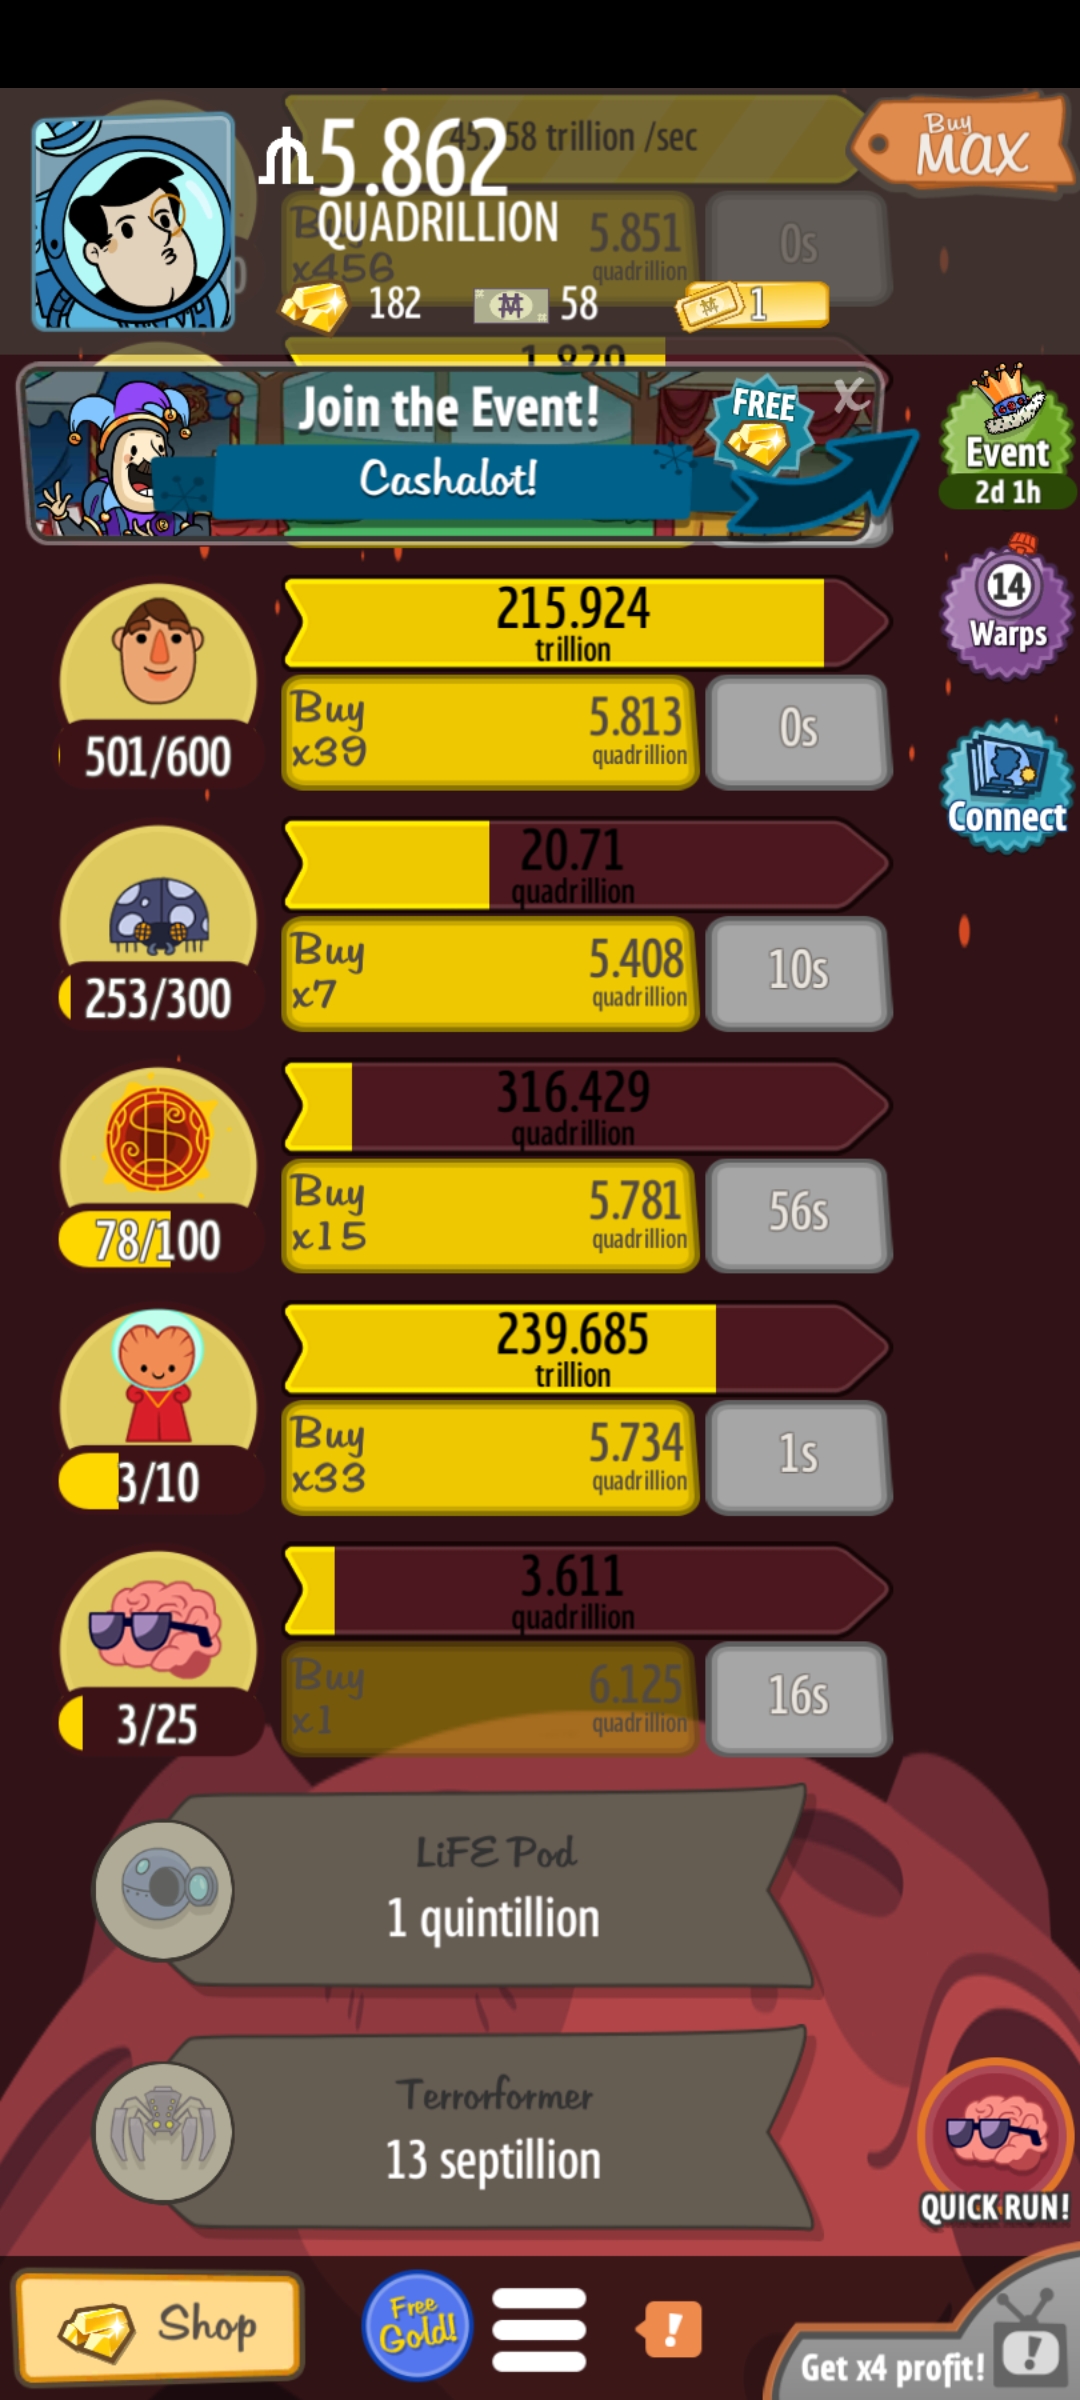 5.862
QUADRILLION
58 trillion /sec
Buy
MAX
x456
5.851
quadrillion
0s
182
58
1
1.820
Join the Event!
FREE
X
Cashalot!
Event
2d 1h
14
Warps
Connect
215.924
trillion
501/600
Buy
x39
5.813
quadrillion
0s
20.71
quadrillion
253/300
Buy
x7
5.408
quadrillion
10s
316.429
quadrillion
78/100
Buy
x15
5.781
quadrillion
56s
239.685
trillion
3/10
Buy
x33
5.734
quadrillion
1s
3.611
quadrillion
3/25
Buy
x1
6.125
quadrillion
16s
LiFE Pod
1 quintillion
Terrorformer
13 septillion
QUICK RUN!
Shop
Free
Gold!
!
Get x4 profit!
!